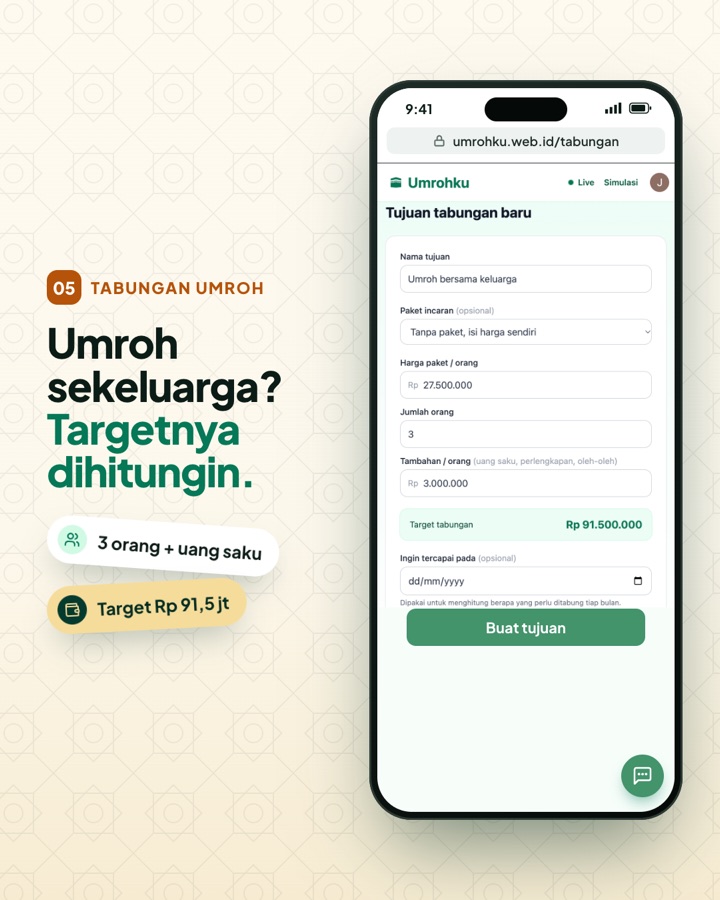 05 TABUNGAN UMROH
Umroh
sekeluarga?
Targetnya
dihitungin.
3 orang + uang saku
Target Rp 91,5 jt
9:41
umrohku.web.id/tabungan
Umrohku
Live Simulasi J
Tujuan tabungan baru
Nama tujuan
Umroh bersama keluarga
Paket incaran (opsional)
Tanpa paket, isi harga sendiri
Harga paket / orang
Rp 27.500.000
Jumlah orang
3
Tambahan / orang (uang saku, perlengkapan, oleh-oleh)
Rp 3.000.000
Target tabungan Rp 91.500.000
Ingin tercapai pada (opsional)
dd/mm/yyyy
Dipakai untuk menghitung berapa yang perlu ditabung tiap bulan.
Buat tujuan